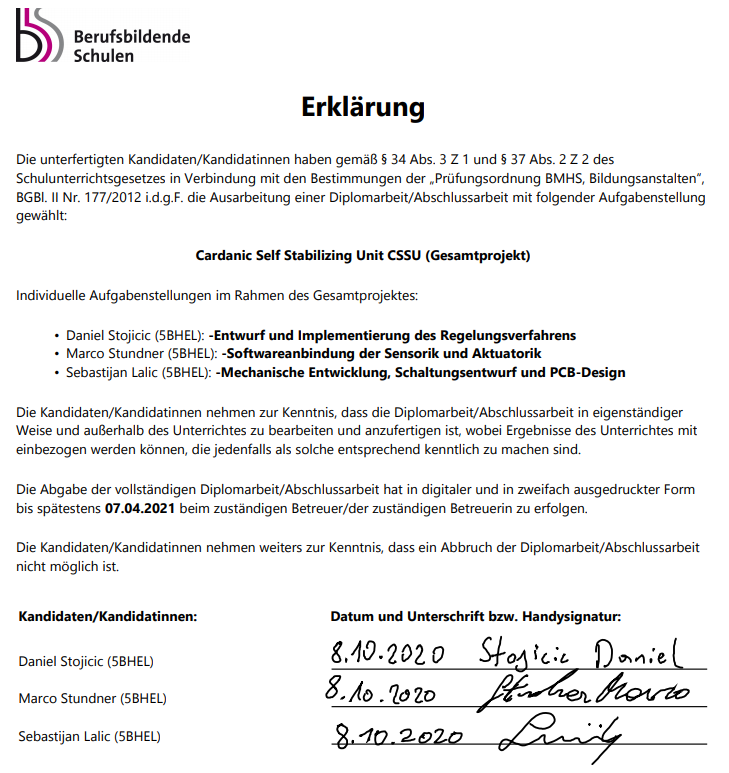 Berufsbildende
Schulen
Erklärung
Die unterfertigten Kandidaten/Kandidatinnen haben gemäß § 34 Abs. 3 Z 1 und § 37 Abs. 2 Z 2 des
Schulunterrichtsgesetzes in Verbindung mit den Bestimmungen der „Prüfungsordnung BMHS, Bildungsanstalten“,
BGBl. II Nr. 177/2012 i.d.g.F. die Ausarbeitung einer Diplomarbeit/Abschlussarbeit mit folgender Aufgabenstellung
gewählt:
Cardanic Self Stabilizing Unit CSSU (Gesamtprojekt)
Individuelle Aufgabenstellungen im Rahmen des Gesamtprojektes:
• Daniel Stojicic (5BHEL): -Entwurf und Implementierung des Regelungsverfahrens
• Marco Stundner (5BHEL): -Softwareanbindung der Sensorik und Aktuatorik
• Sebastijan Lalic (5BHEL): -Mechanische Entwicklung, Schaltungsentwurf und PCB-Design
Die Kandidaten/Kandidatinnen nehmen zur Kenntnis, dass die Diplomarbeit/Abschlussarbeit in eigenständiger
Weise und außerhalb des Unterrichtes zu bearbeiten und anzufertigen ist, wobei Ergebnisse des Unterrichtes mit
einbezogen werden können, die jedenfalls als solche entsprechend kenntlich zu machen sind.
Die Abgabe der vollständigen Diplomarbeit/Abschlussarbeit hat in digitaler und in zweifach ausgedruckter Form
bis spätestens 07.04.2021 beim zuständigen Betreuer/der zuständigen Betreuerin zu erfolgen.
Die Kandidaten/Kandidatinnen nehmen weiters zur Kenntnis, dass ein Abbruch der Diplomarbeit/Abschlussarbeit
nicht möglich ist.
Kandidaten/Kandidatinnen: Datum und Unterschrift bzw. Handysignatur:
Daniel Stojicic (5BHEL) 8.10.2020 Stojicic Daniel
Marco Stundner (5BHEL) 8.10.2020 Stundner Marco
Sebastijan Lalic (5BHEL) 8.10.2020